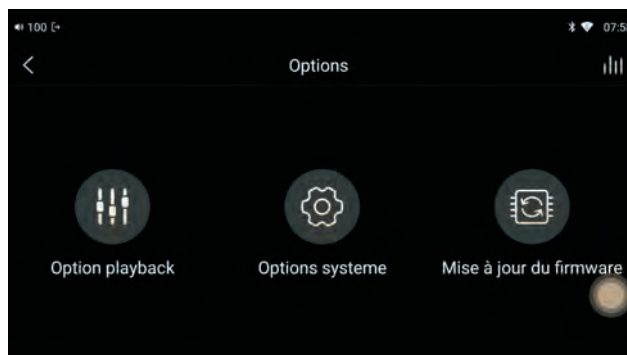 100
07:5
Options
Option playback
Options systeme
Mise à jour du firmware